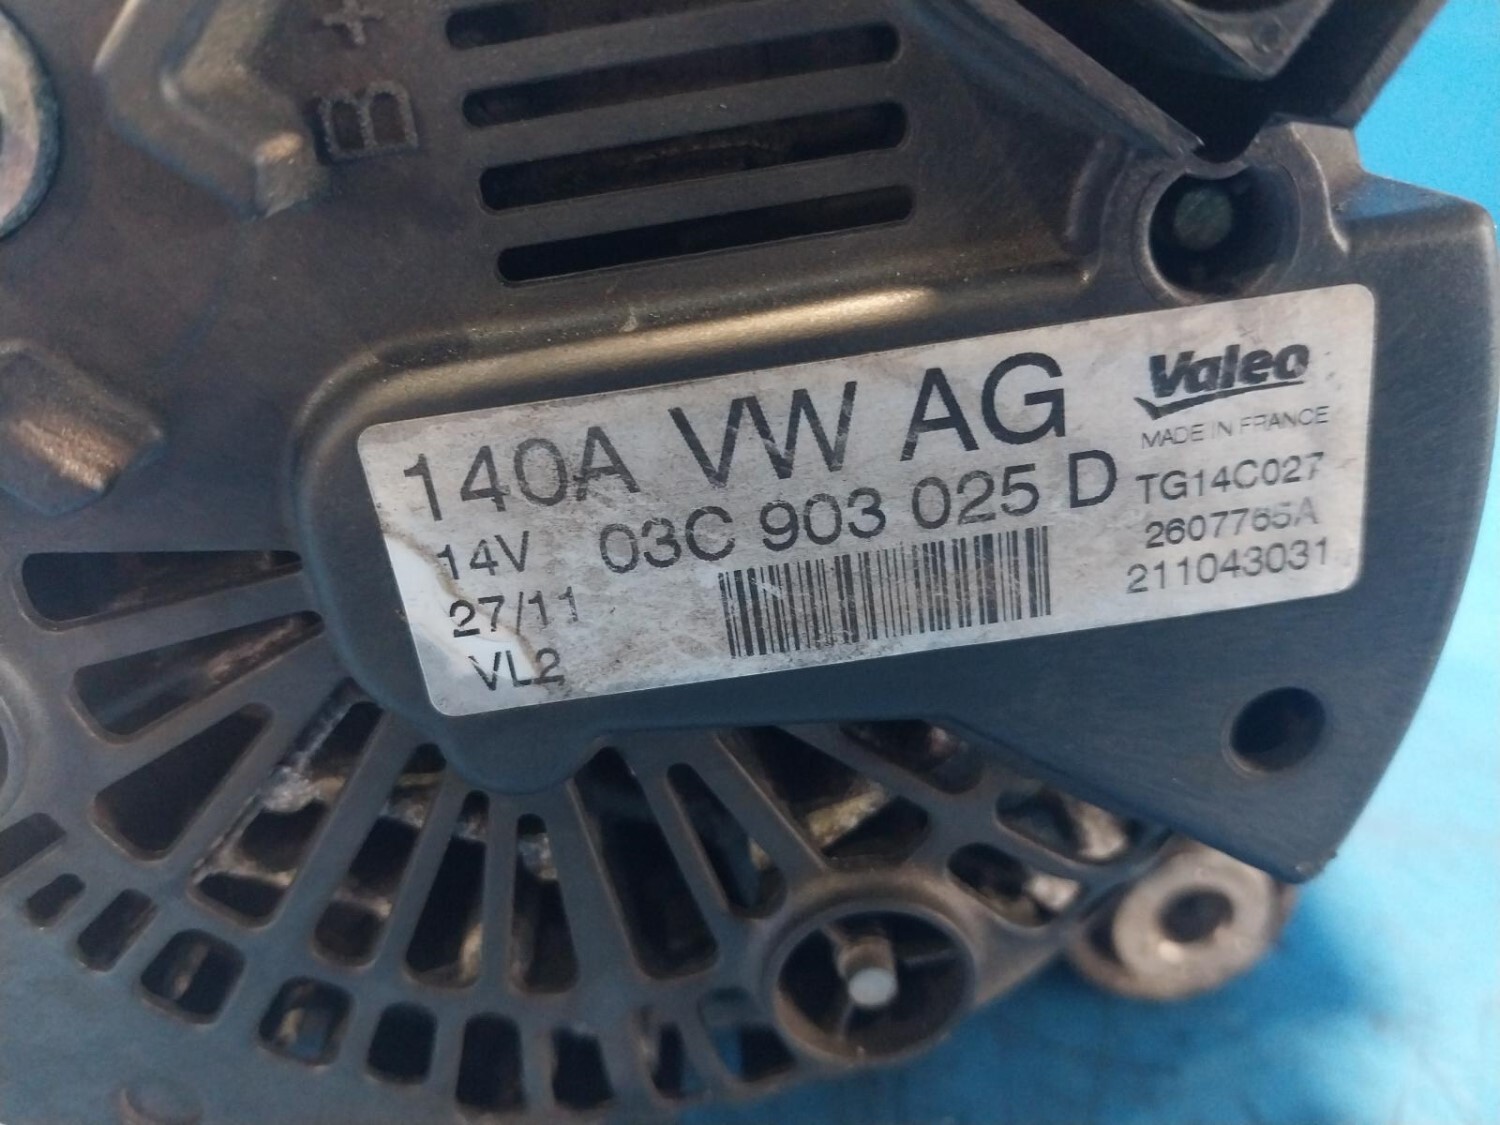 B+
140A VW AG
14V 03C 903 025 D
27/11
VL2
Valeo
MADE IN FRANCE
TG14C027
2607765A
211043031